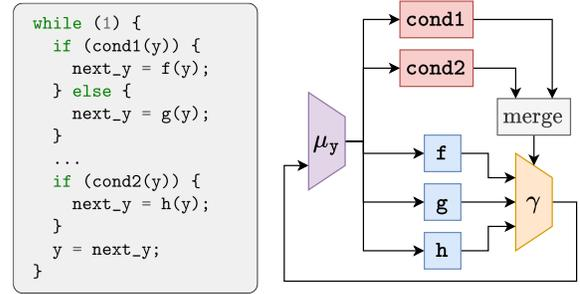 while (1) {
if (cond1(y)) {
next_y = f(y);
} else {
next_y = g(y);
}
...
if (cond2(y)) {
next_y = h(y);
}
y = next_y;
}
cond1
cond2
merge
μy
f
g
h
γ